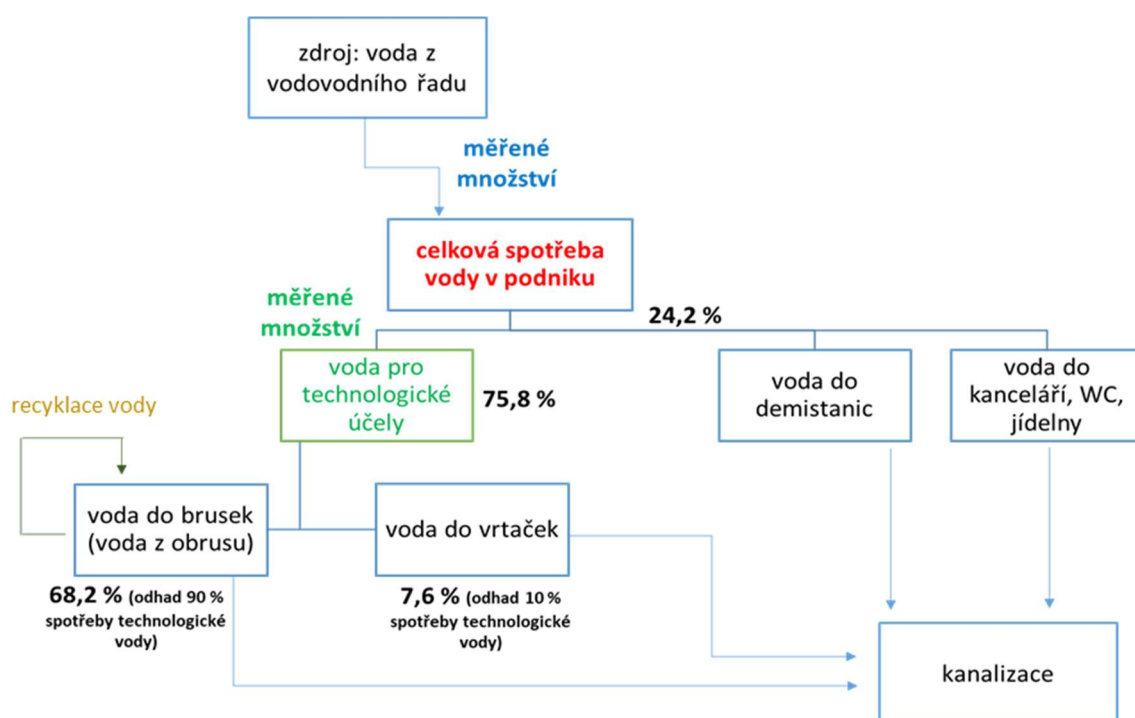 zdroj: voda z
vodovodního řadu
měřené
množství
celková spotřeba
vody v podniku
měřené
množství
24,2 %
voda pro
technologické
účely
75,8 %
voda do
demistanic
voda do
kanceláří, WC,
jídelny
recyklace vody
voda do brusek
(voda z obrusu)
voda do vrtaček
68,2 % (odhad 90 %
spotřeby technologické
vody)
7,6 % (odhad 10 %
spotřeby technologické
vody)
kanalizace